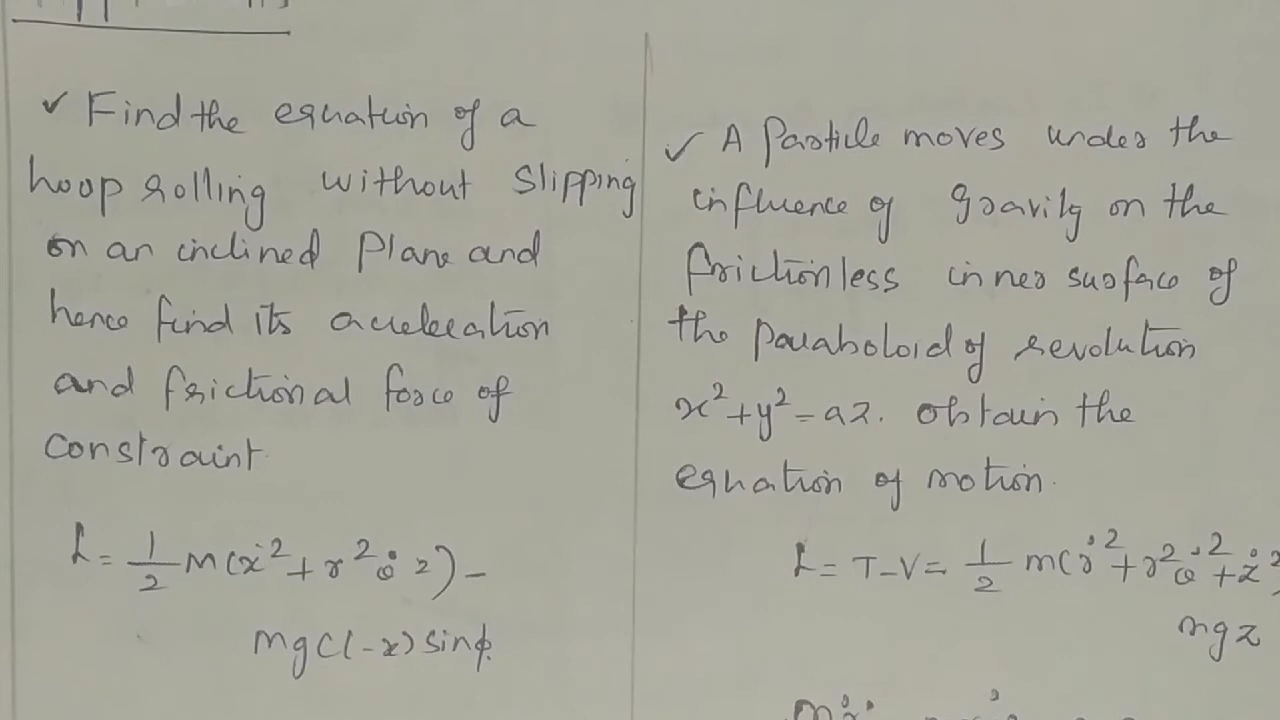 ✓ Find the equation of a
hoop rolling without slipping
on an inclined plane and
hence find its acceleration
and frictional force of
constraint.
L = 1/2 m(ẋ² + r²θ̇²) –
mg(l-x) sinφ.
✓ A particle moves under the
influence of gravity on the
frictionless inner surface of
the paraboloid of revolution
x²+y²=az. obtain the
equation of motion.
L = T-V = 1/2 m(ṙ²+r²θ̇²+ż²)
mgz